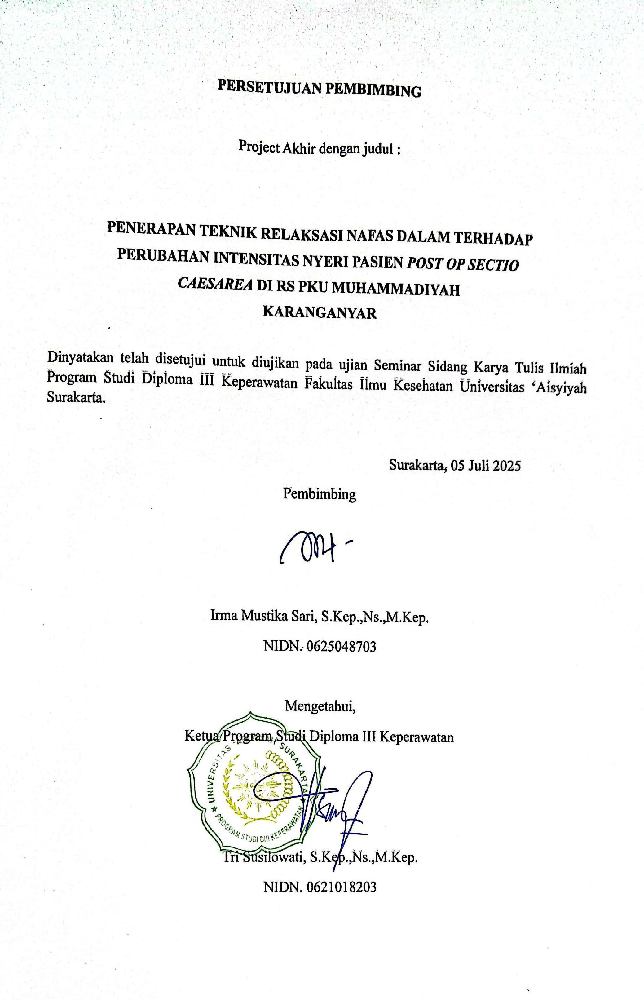 PERSETUJUAN PEMBIMBING
Project Akhir dengan judul :
PENERAPAN TEKNIK RELAKSASI NAFAS DALAM TERHADAP
PERUBAHAN INTENSITAS NYERI PASIEN POST OP SECTIO
CAESAREA DI RS PKU MUHAMMADIYAH
KARANGANYAR
Dinyatakan telah disetujui untuk diujikan pada ujian Seminar Sidang Karya Tulis Ilmiah
Program Studi Diploma III Keperawatan Fakultas Ilmu Kesehatan Universitas ‘Aisyiyah
Surakarta.
Surakarta, 05 Juli 2025
Pembimbing
Irma Mustika Sari, S.Kep.,Ns.,M.Kep.
NIDN. 0625048703
Mengetahui,
Ketua Program Studi Diploma III Keperawatan
UNIVERSITAS SURAKARTA
PROGRAM STUDI DIII KEPERAWATAN
Tri Susilowati, S.Kep.,Ns.,M.Kep.
NIDN. 0621018203